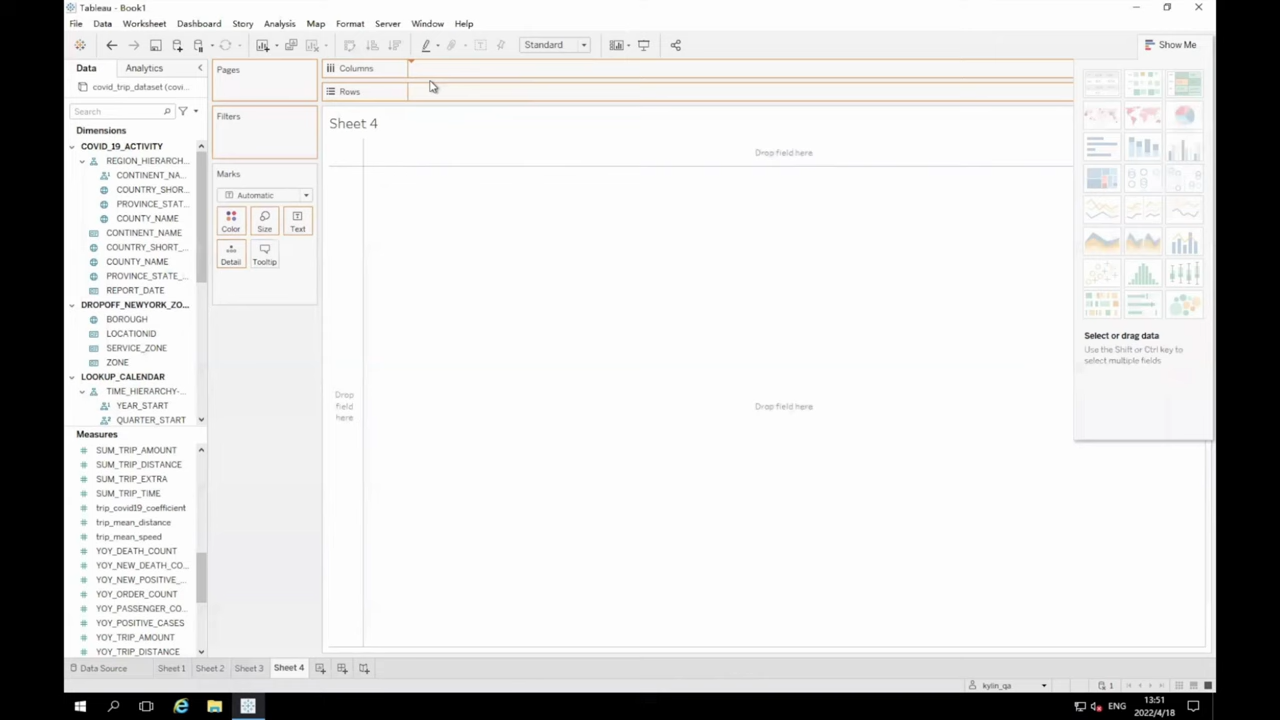 Tableau - Book1
File Data Worksheet Dashboard Story Analysis Map Format Server Window Help
Standard
Show Me
Data Analytics
covid_trip_dataset (covi...
Search
Dimensions
COVID_19_ACTIVITY
REGION_HIERARCH...
CONTINENT_NA...
COUNTRY_SHOR...
PROVINCE_STAT...
COUNTY_NAME
CONTINENT_NAME
COUNTRY_SHORT_...
COUNTY_NAME
PROVINCE_STATE_...
REPORT_DATE
DROPOFF_NEWYORK_ZO...
BOROUGH
LOCATIONID
SERVICE_ZONE
ZONE
LOOKUP_CALENDAR
TIME_HIERARCHY-...
YEAR_START
QUARTER_START
Measures
SUM_TRIP_AMOUNT
SUM_TRIP_DISTANCE
SUM_TRIP_EXTRA
SUM_TRIP_TIME
trip_covid19_coefficient
trip_mean_distance
trip_mean_speed
YOY_DEATH_COUNT
YOY_NEW_DEATH_CO...
YOY_NEW_POSITIVE_...
YOY_ORDER_COUNT
YOY_PASSENGER_CO...
YOY_POSITIVE_CASES
YOY_TRIP_AMOUNT
YOY_TRIP_DISTANCE
Pages
Filters
Marks
Automatic
Color Size Text
Detail Tooltip
Columns
Rows
Sheet 4
Drop field here
Drop
field
here
Drop field here
Select or drag data
Use the Shift or Ctrl key to
select multiple fields
Data Source Sheet 1 Sheet 2 Sheet 3 Sheet 4
kylin_qa
1
ENG
13:51
2022/4/18